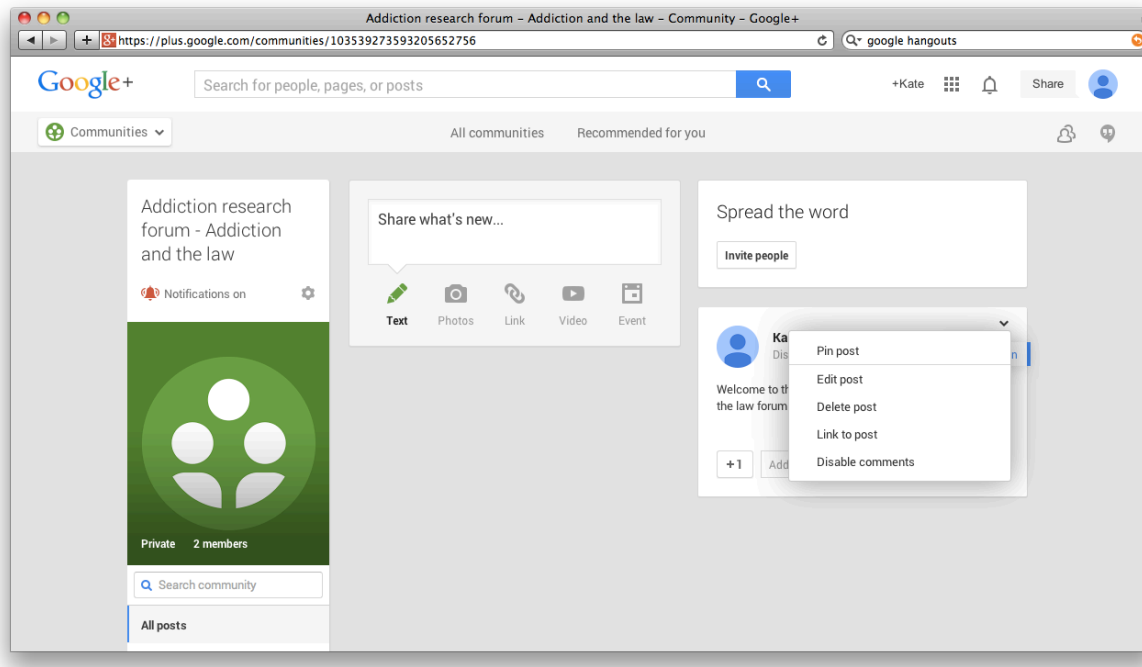 Addiction research forum – Addiction and the law – Community – Google+
https://plus.google.com/communities/103539273593205652756
google hangouts
Google+
Search for people, pages, or posts
+Kate
Share
Communities
All communities
Recommended for you
Addiction research
forum - Addiction
and the law
Notifications on
Private 2 members
Search community
All posts
Share what's new...
Text Photos Link Video Event
Spread the word
Invite people
Ka
Dis
n
Welcome to th
the law forum
+1
Add
Pin post
Edit post
Delete post
Link to post
Disable comments